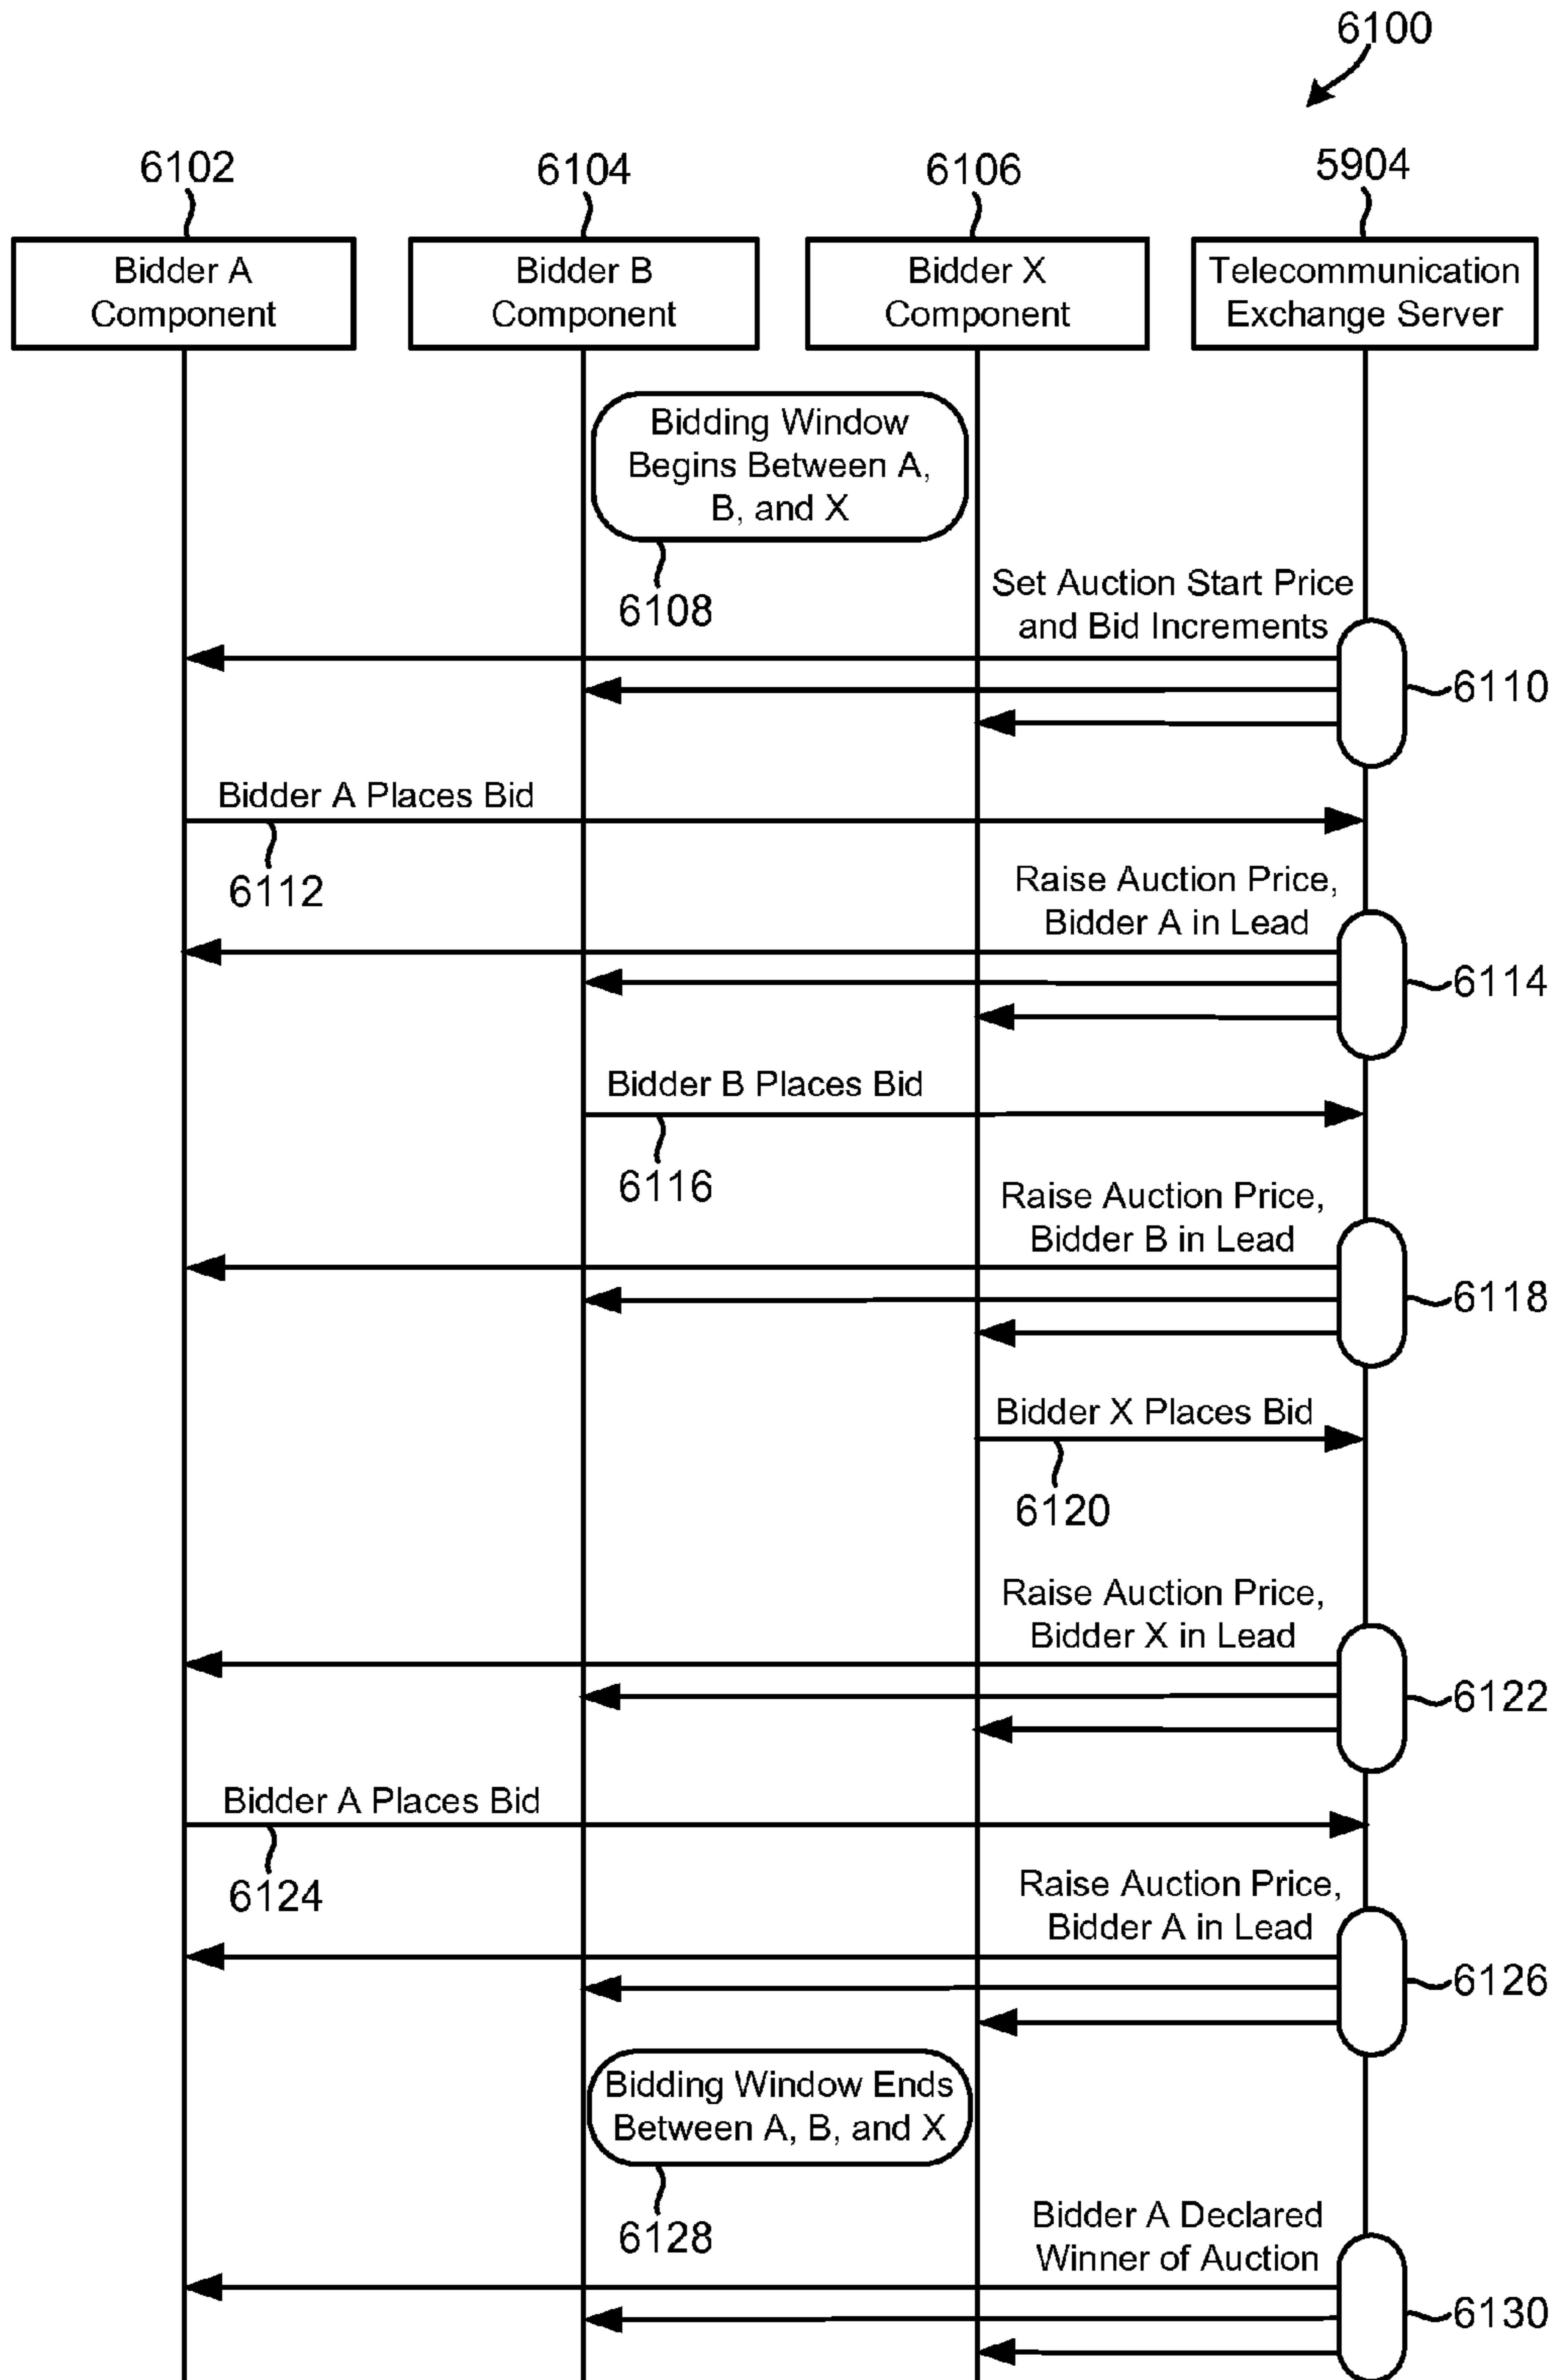 6100
6102
6104
6106
5904
Bidder A
Component
Bidder B
Component
Bidder X
Component
Telecommunication
Exchange Server
Bidding Window
Begins Between A,
B, and X
6108
Set Auction Start Price
and Bid Increments
6110
Bidder A Places Bid
6112
Raise Auction Price,
Bidder A in Lead
6114
Bidder B Places Bid
6116
Raise Auction Price,
Bidder B in Lead
6118
Bidder X Places Bid
6120
Raise Auction Price,
Bidder X in Lead
6122
Bidder A Places Bid
6124
Raise Auction Price,
Bidder A in Lead
6126
Bidding Window Ends
Between A, B, and X
6128
Bidder A Declared
Winner of Auction
6130